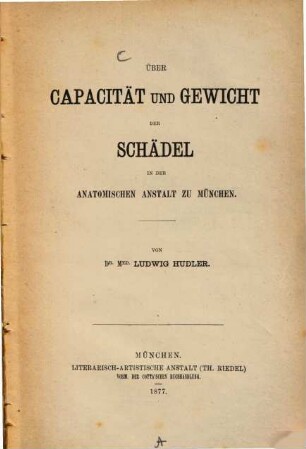 C
ÜBER
CAPACITÄT UND GEWICHT
DER
SCHÄDEL
IN DER
ANATOMISCHEN ANSTALT ZU MÜNCHEN.
VON
DR. MED. LUDWIG HUDLER.
MÜNCHEN.
LITERARISCH-ARTISTISCHE ANSTALT (TH. RIEDEL)
VORM. DER COTTA'SCHEN BUCHHANDLUNG.
1877.
A